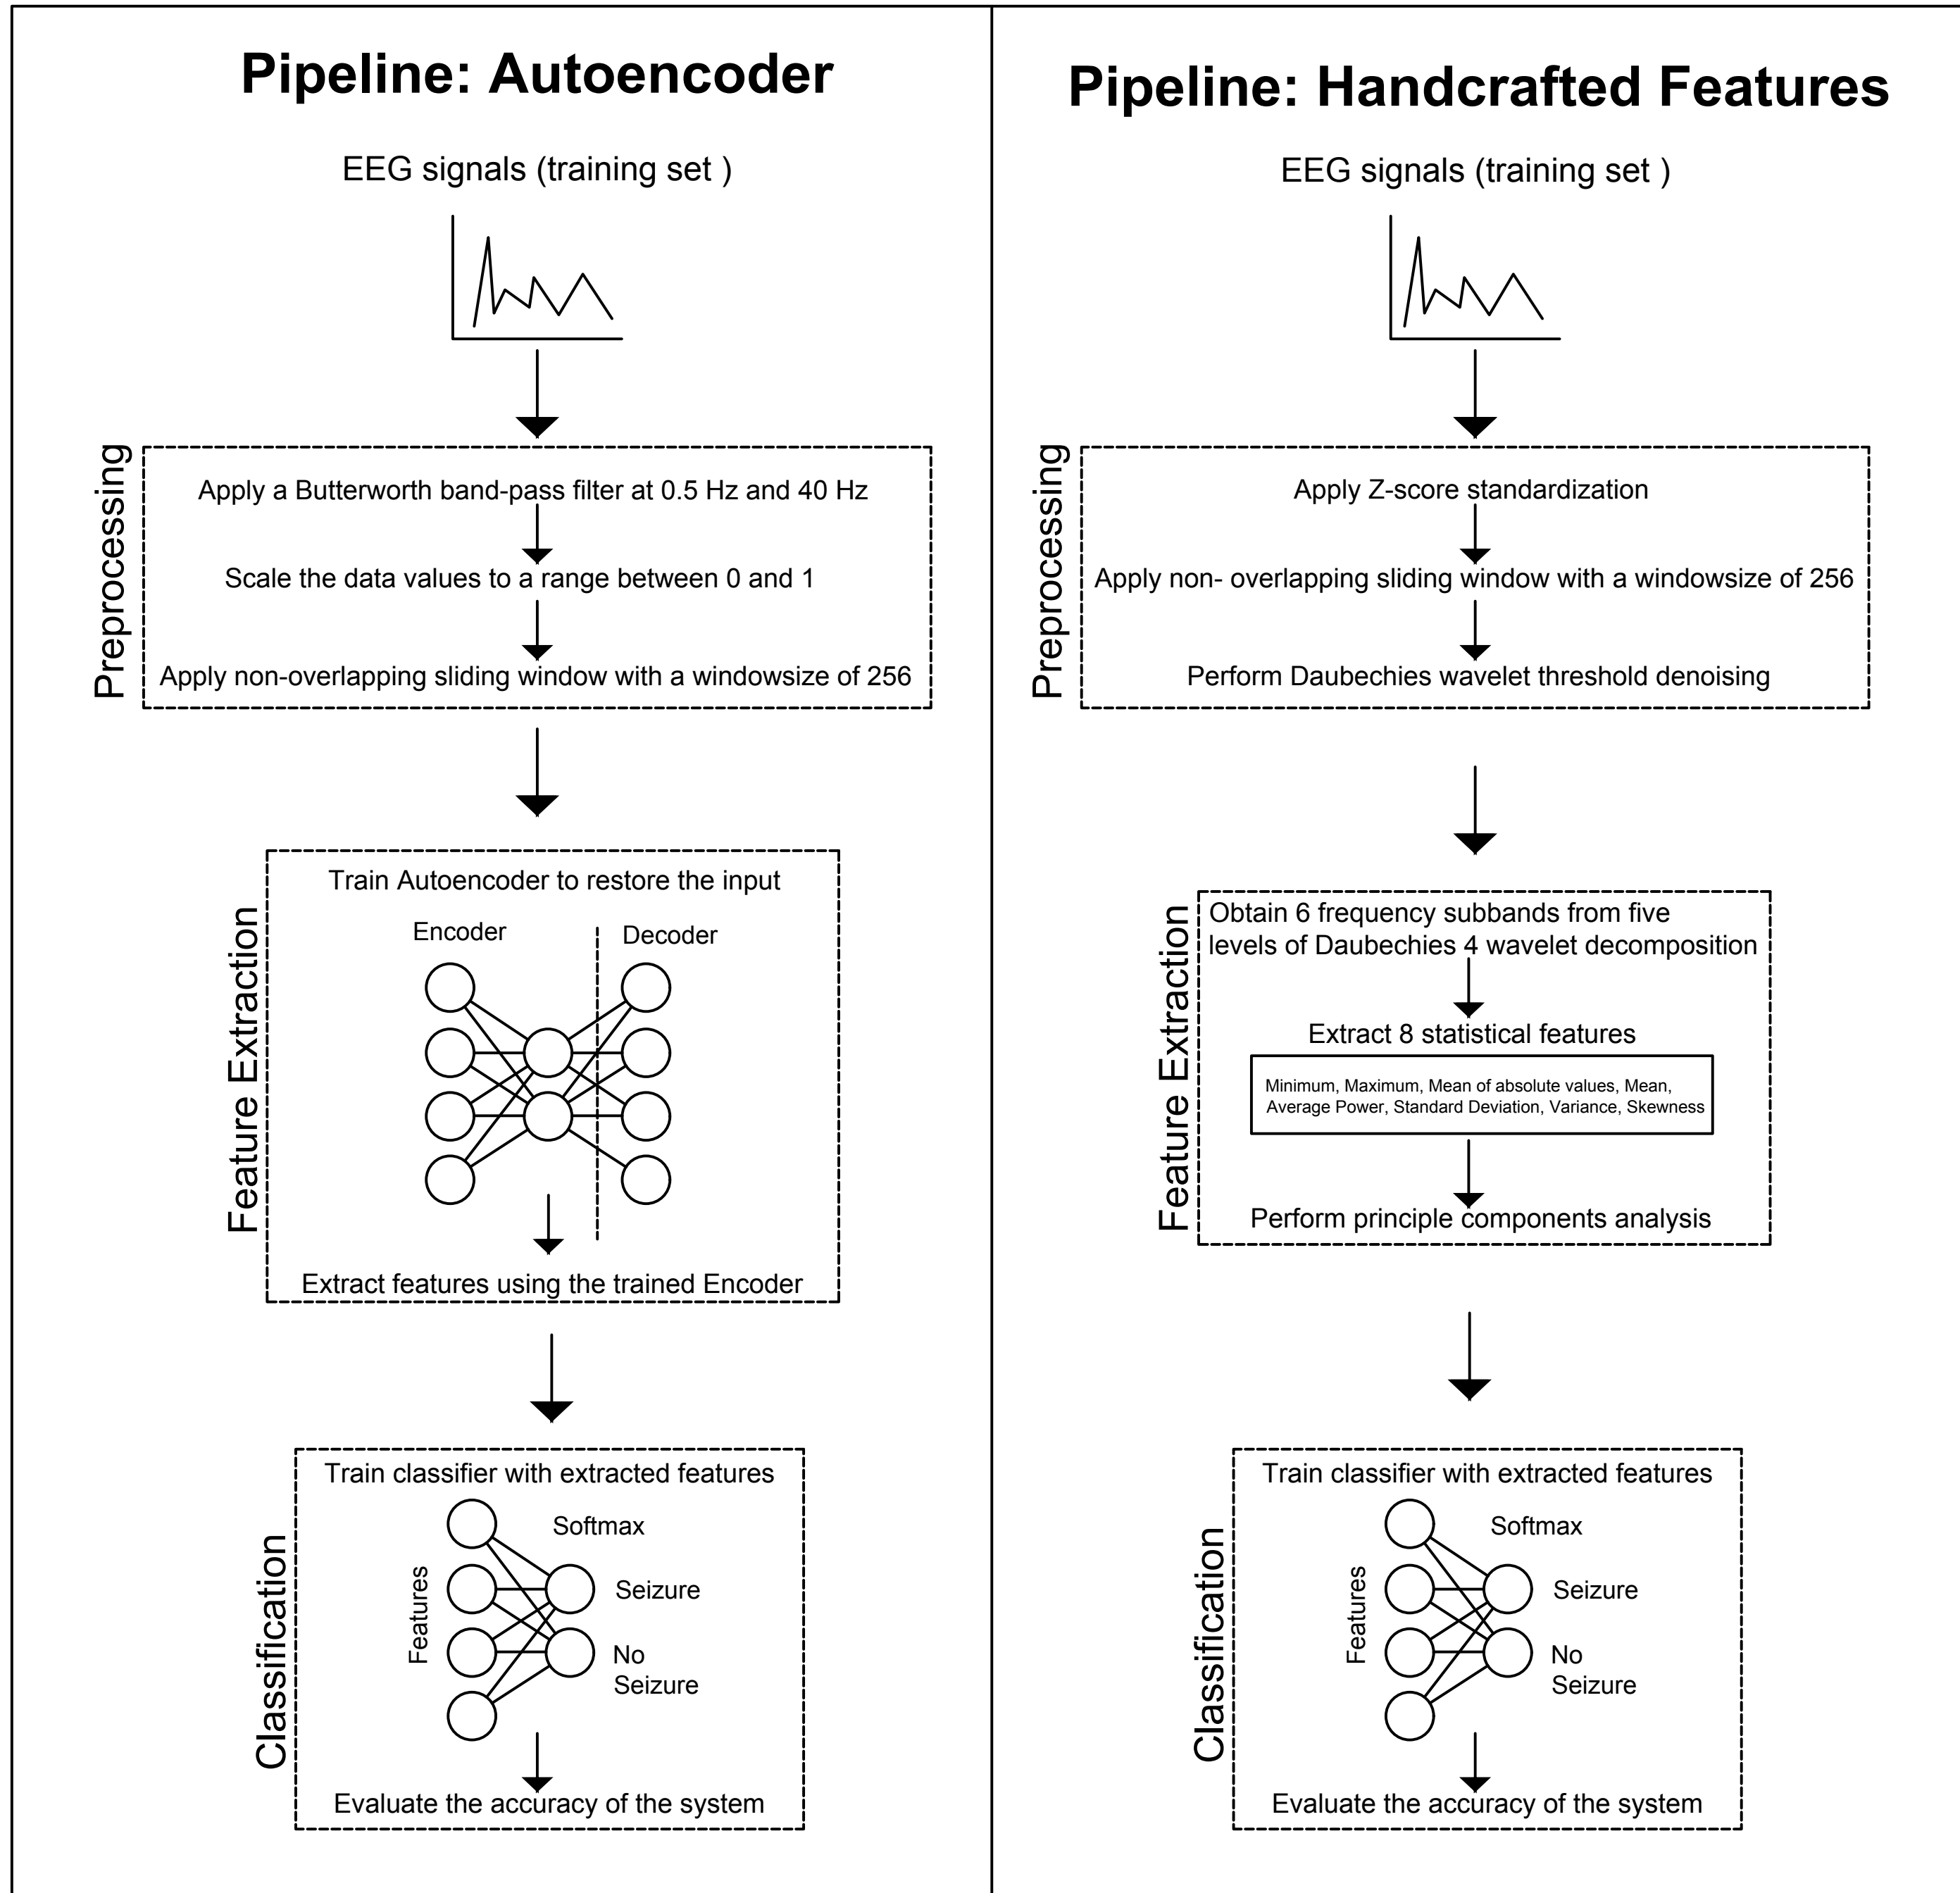 Pipeline: Autoencoder
EEG signals (training set )
Preprocessing
Apply a Butterworth band-pass filter at 0.5 Hz and 40 Hz
Scale the data values to a range between 0 and 1
Apply non-overlapping sliding window with a windowsize of 256
Feature Extraction
Train Autoencoder to restore the input
Encoder
Decoder
Extract features using the trained Encoder
Classification
Train classifier with extracted features
Softmax
Features
Seizure
No
Seizure
Evaluate the accuracy of the system
Pipeline: Handcrafted Features
EEG signals (training set )
Preprocessing
Apply Z-score standardization
Apply non- overlapping sliding window with a windowsize of 256
Perform Daubechies wavelet threshold denoising
Feature Extraction
Obtain 6 frequency subbands from five
levels of Daubechies 4 wavelet decomposition
Extract 8 statistical features
Minimum, Maximum, Mean of absolute values, Mean,
Average Power, Standard Deviation, Variance, Skewness
Perform principle components analysis
Classification
Train classifier with extracted features
Softmax
Features
Seizure
No
Seizure
Evaluate the accuracy of the system